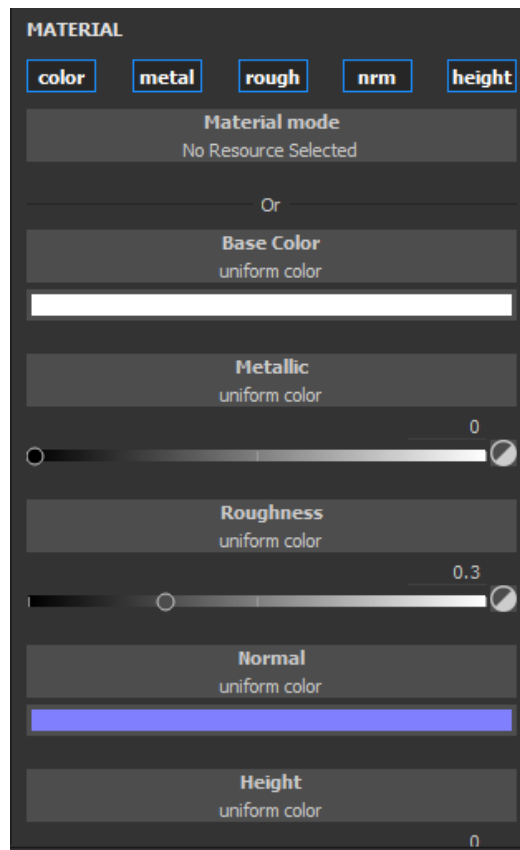 MATERIAL
color metal rough nrm height
Material mode
No Resource Selected
Or
Base Color
uniform color
Metallic
uniform color
0
Roughness
uniform color
0.3
Normal
uniform color
Height
uniform color
0